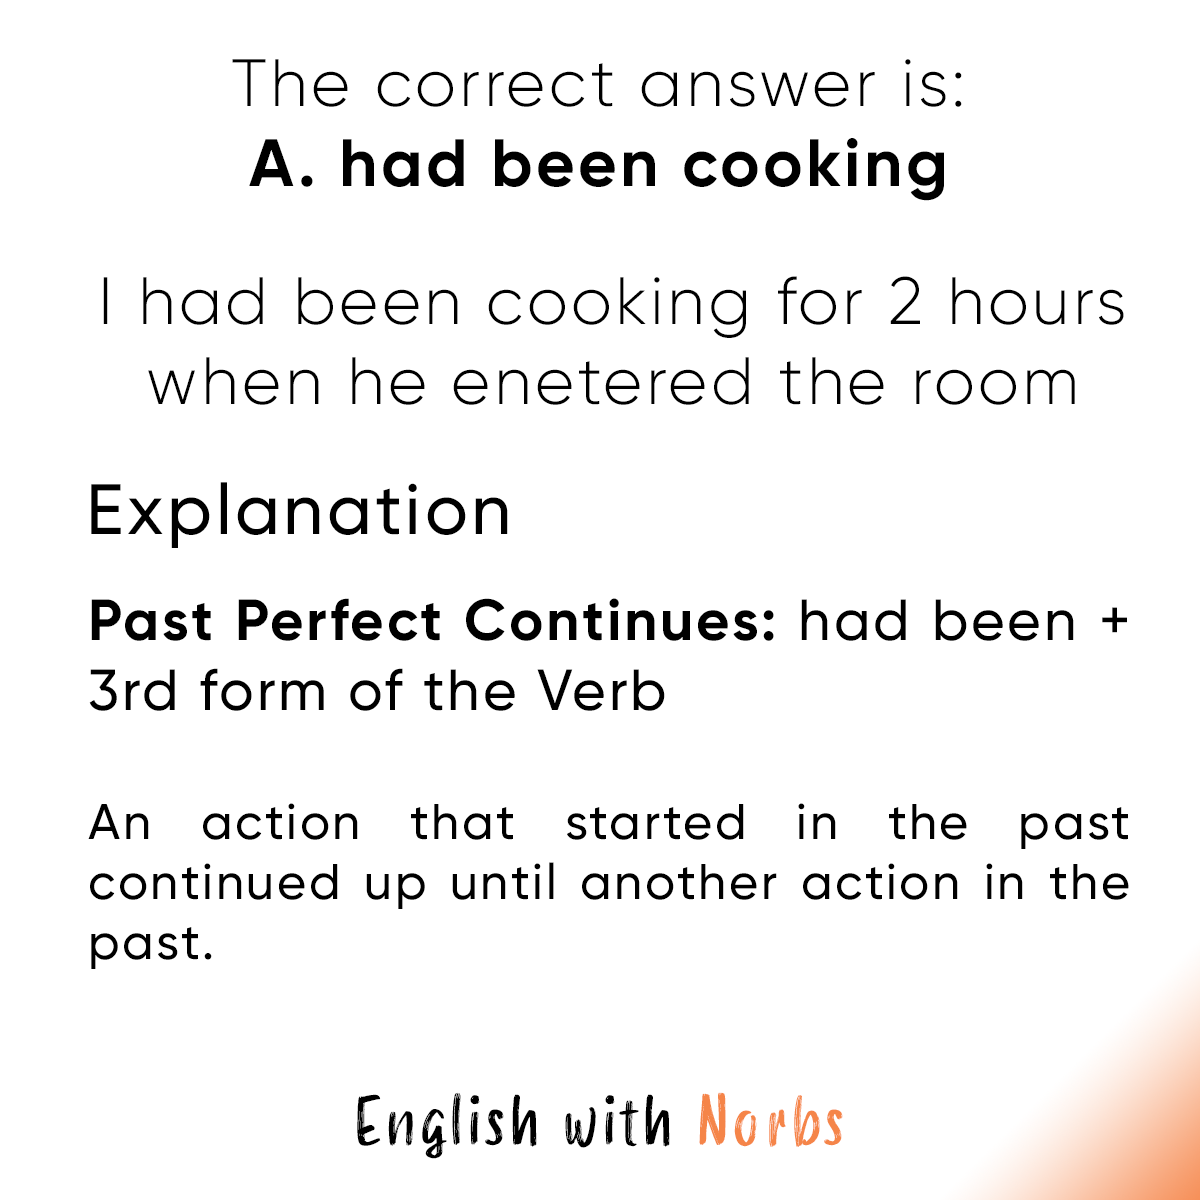 The correct answer is:
A. had been cooking
I had been cooking for 2 hours
when he enetered the room
Explanation
Past Perfect Continues: had been +
3rd form of the Verb
An action that started in the past
continued up until another action in the
past.
English with Norbs